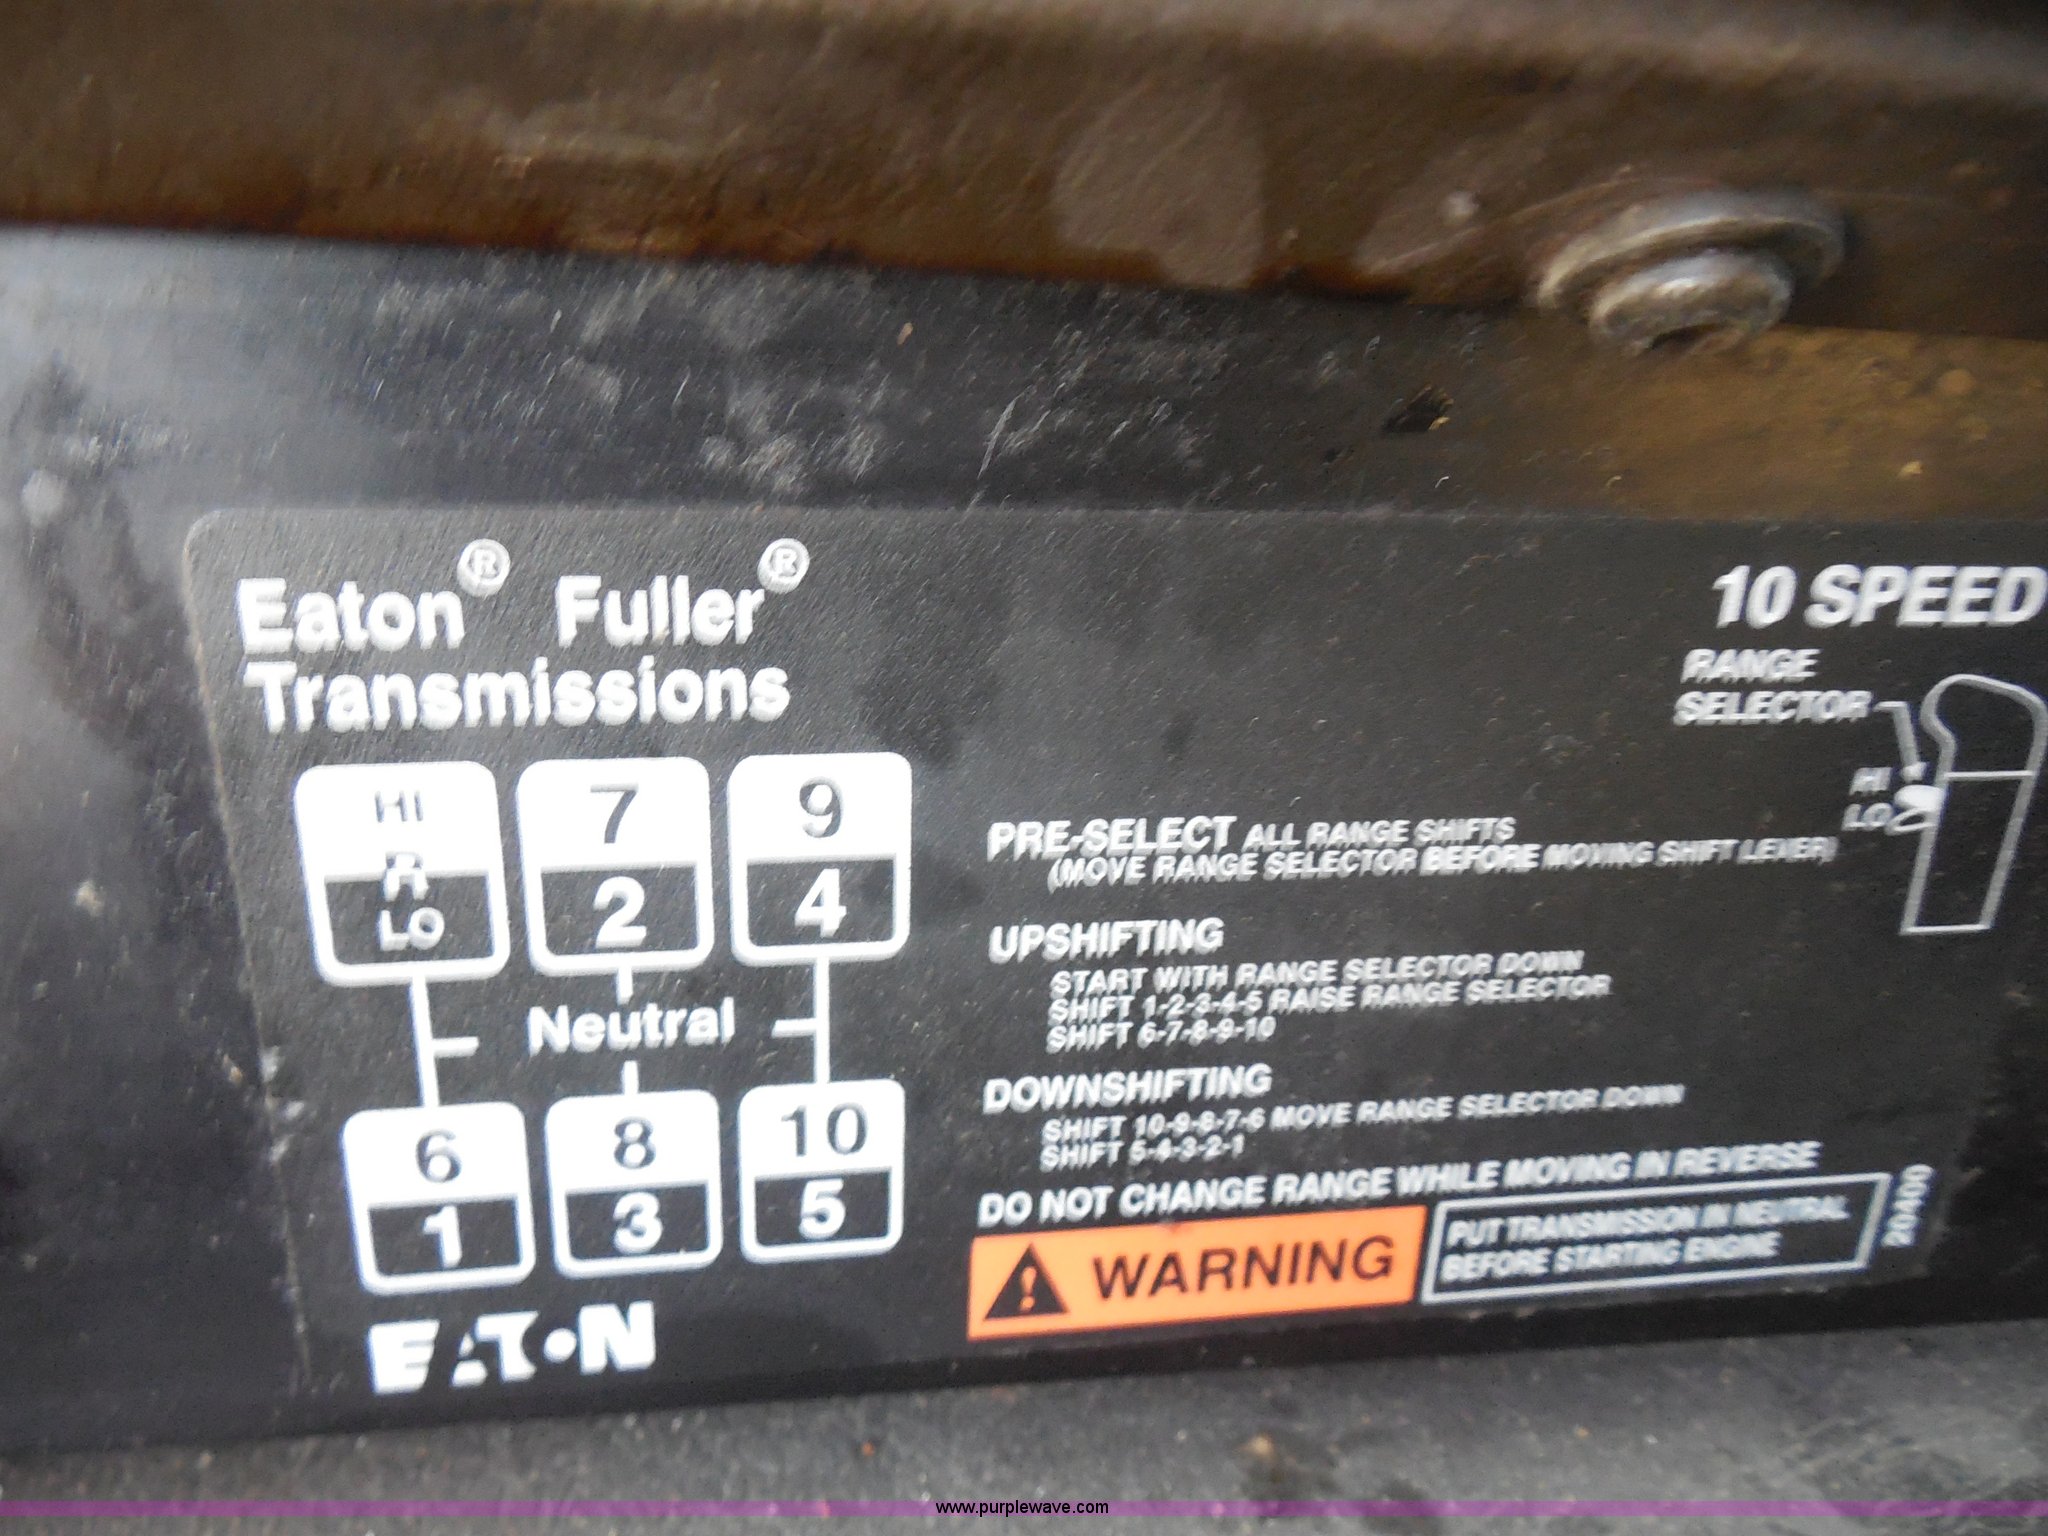 Eaton® Fuller®
Transmissions
10 SPEED
RANGE
SELECTOR
HI
LO
HI
R
LO
7
2
9
4
Neutral
6
1
8
3
10
5
EATON
PRE-SELECT ALL RANGE SHIFTS
(MOVE RANGE SELECTOR BEFORE MOVING SHIFT LEVER)
UPSHIFTING
START WITH RANGE SELECTOR DOWN
SHIFT 1-2-3-4-5 RAISE RANGE SELECTOR
SHIFT 6-7-8-9-10
DOWNSHIFTING
SHIFT 10-9-8-7-6 MOVE RANGE SELECTOR DOWN
SHIFT 5-4-3-2-1
DO NOT CHANGE RANGE WHILE MOVING IN REVERSE
WARNING
PUT TRANSMISSION IN NEUTRAL
BEFORE STARTING ENGINE
20400
www.purplewave.com